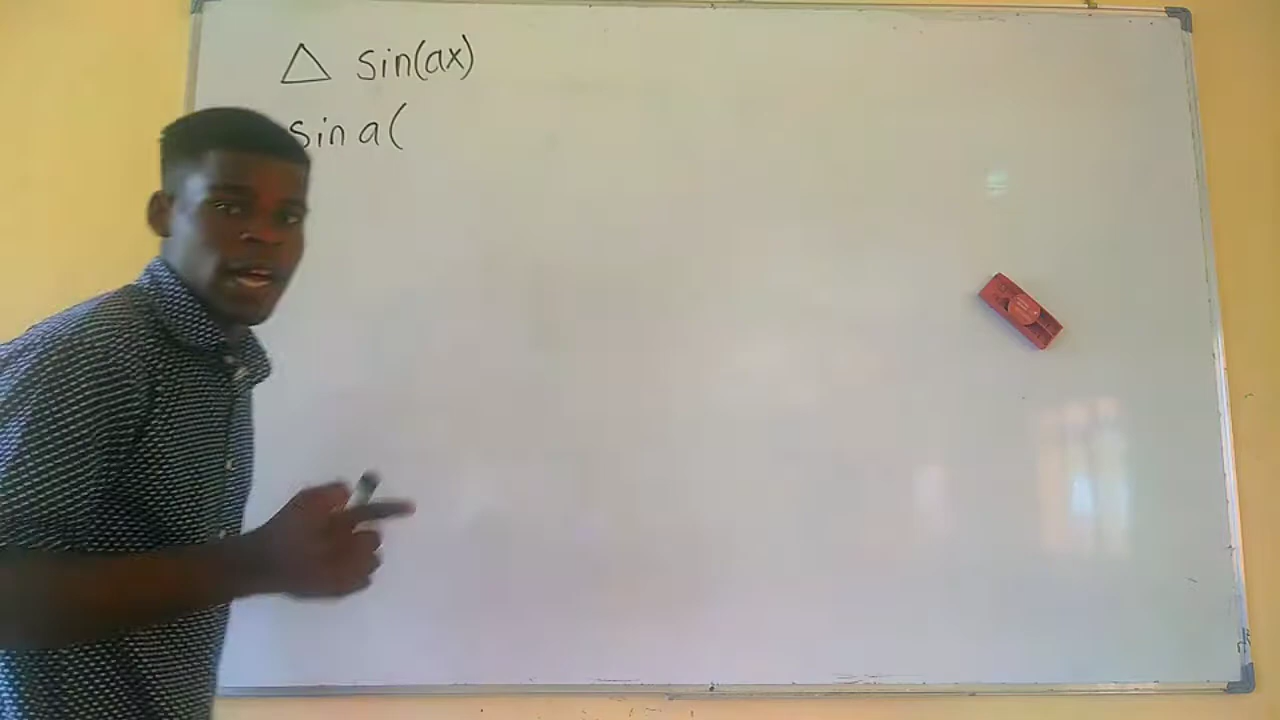 △ sin(ax)
sin a(